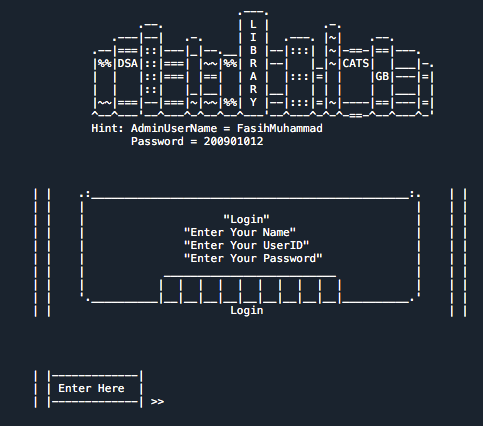 LIBRARY
DSA CATS
GB
Hint: AdminUserName = FasihMuhammad
Password = 200901012
"Login"
"Enter Your Name"
"Enter Your UserID"
"Enter Your Password"
Login
Enter Here
>>